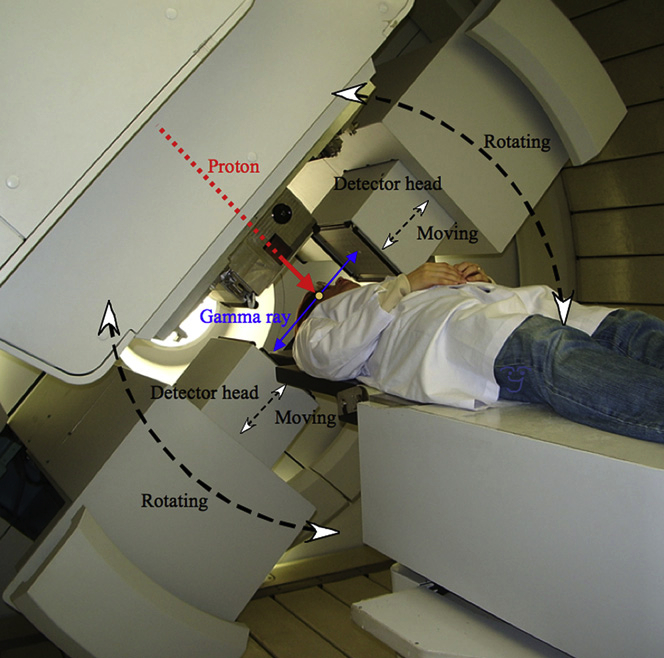 Rotating
Proton
Detector head
Moving
Gamma ray
Detector head
Moving
Rotating